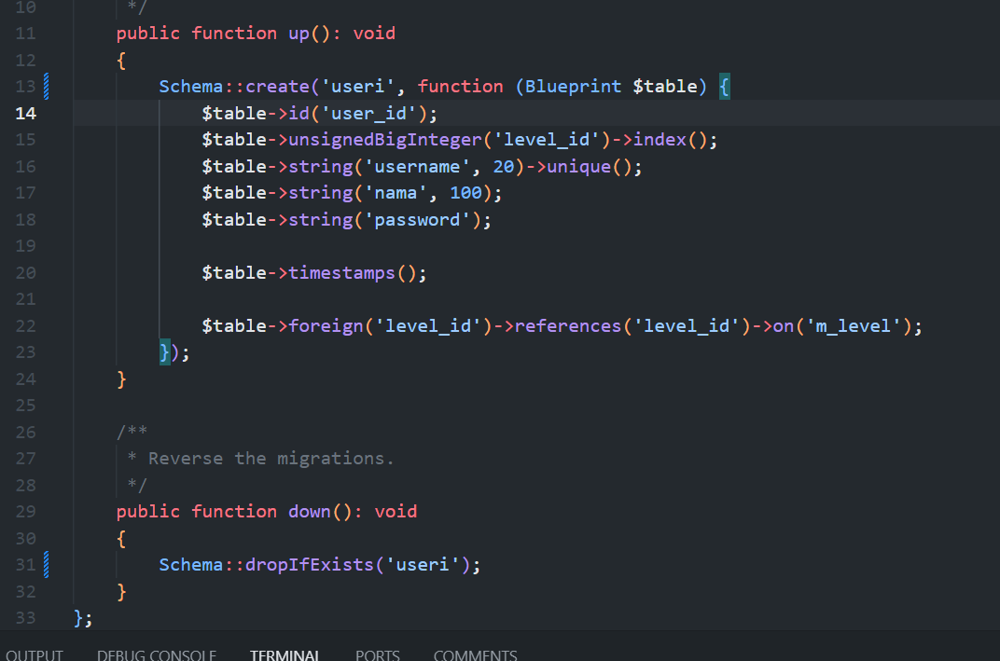 10 */
11 public function up(): void
12 {
13 Schema::create('useri', function (Blueprint $table) {
14 $table->id('user_id');
15 $table->unsignedBigInteger('level_id')->index();
16 $table->string('username', 20)->unique();
17 $table->string('nama', 100);
18 $table->string('password');
19
20 $table->timestamps();
21
22 $table->foreign('level_id')->references('level_id')->on('m_level');
23 });
24 }
25
26 /**
27 * Reverse the migrations.
28 */
29 public function down(): void
30 {
31 Schema::dropIfExists('useri');
32 }
33 };
OUTPUT DEBUG CONSOLE TERMINAL PORTS COMMENTS